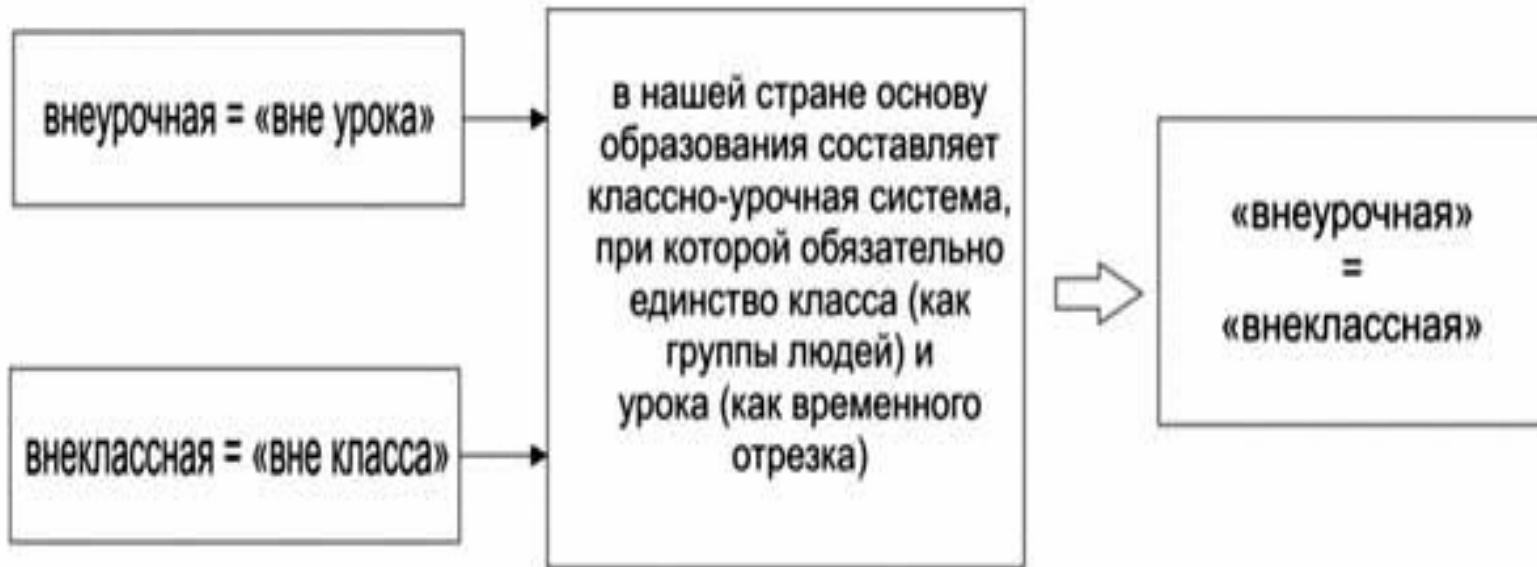 внеурочная = «вне урока»
внеклассная = «вне класса»
в нашей стране основу
образования составляет
классно-урочная система,
при которой обязательно
единство класса (как
группы людей) и
урока (как временного
отрезка)
«внеурочная»
=
«внеклассная»